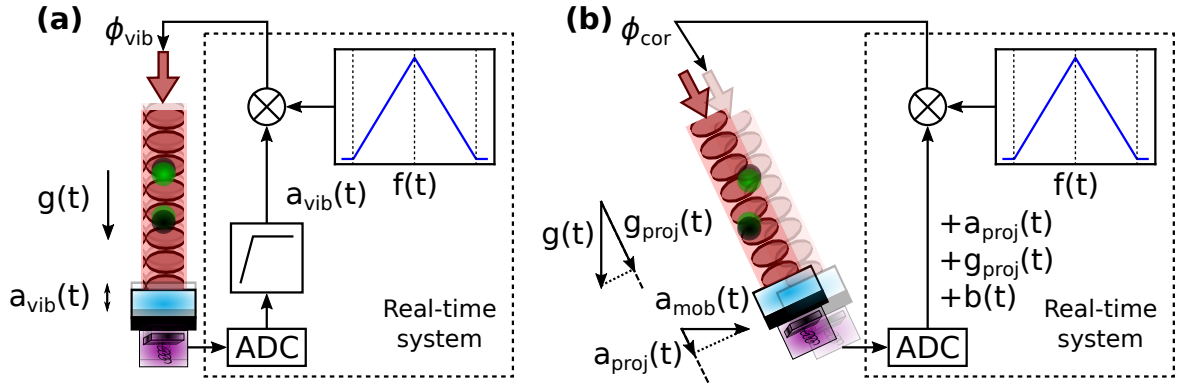 (a)
ϕvib
g(t)
avib(t)
avib(t)
f(t)
ADC
Real-time
system
(b)
ϕcor
g(t)
gproj(t)
amob(t)
aproj(t)
f(t)
+aproj(t)
+gproj(t)
+b(t)
ADC
Real-time
system